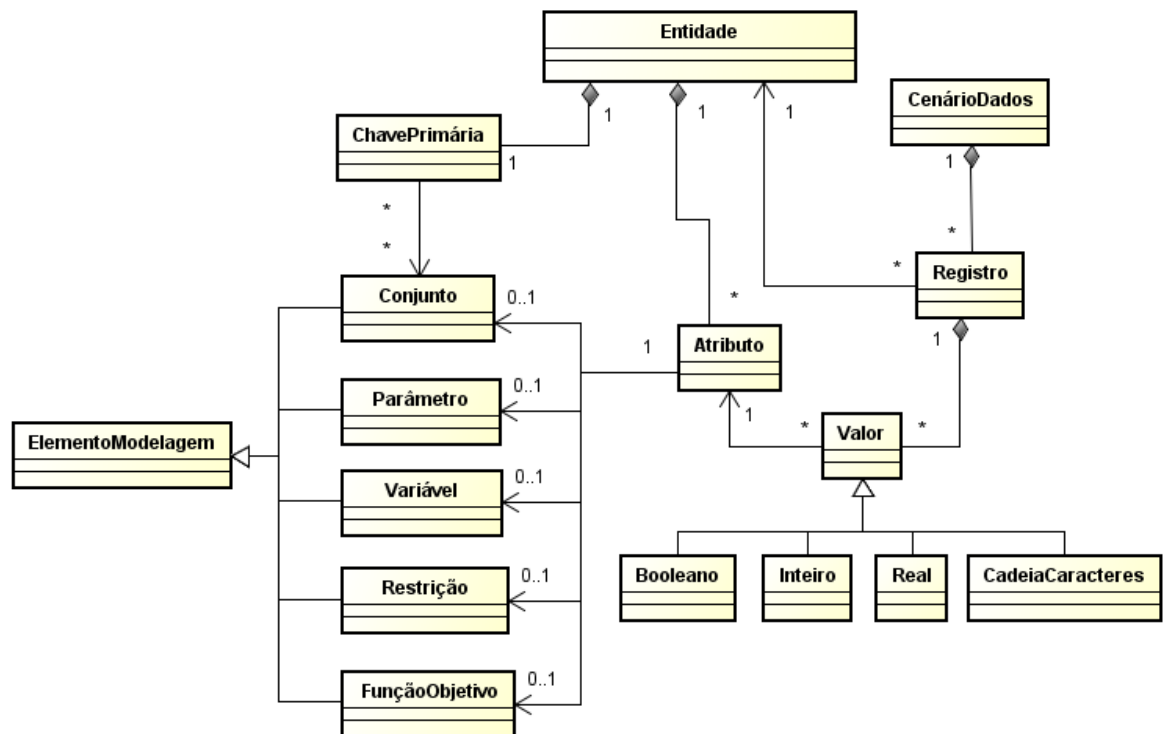 Entidade
CenárioDados
1
1
1
ChavePrimária
1
1
*
*
*
*
Registro
Conjunto
0..1
*
1
1
Atributo
0..1
Parâmetro
1
*
*
Valor
ElementoModelagem
0..1
Variável
Booleano
Inteiro
Real
CadeiaCaracteres
0..1
Restrição
0..1
FunçãoObjetivo